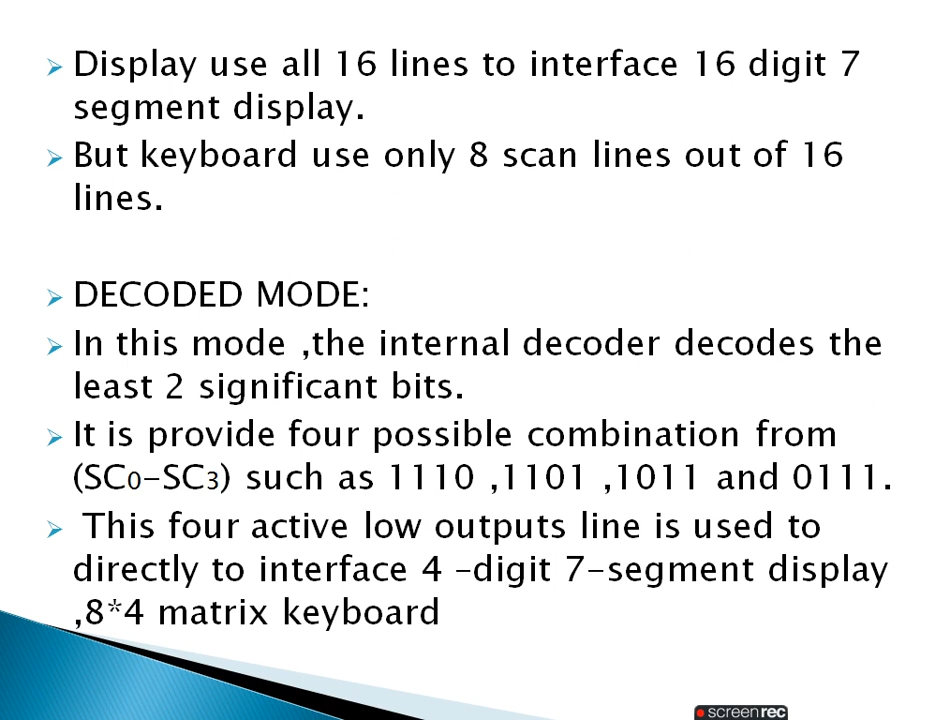 Display use all 16 lines to interface 16 digit 7
segment display.
But keyboard use only 8 scan lines out of 16
lines.
DECODED MODE:
In this mode ,the internal decoder decodes the
least 2 significant bits.
It is provide four possible combination from
(SC0-SC3) such as 1110 ,1101 ,1011 and 0111.
This four active low outputs line is used to
directly to interface 4 -digit 7-segment display
,8*4 matrix keyboard
screenrec